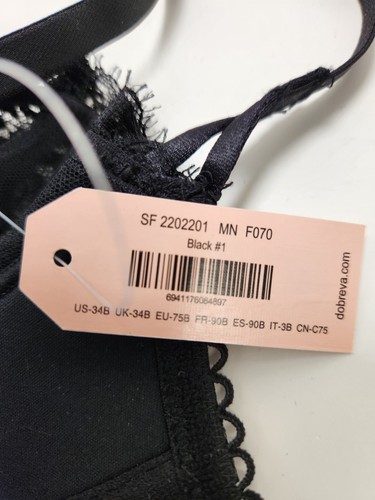 SF 2202201 MN F070
Black #1
6941176084897
US-34B UK-34B EU-75B FR-90B ES-90B IT-3B CN-C75
dobreva.com